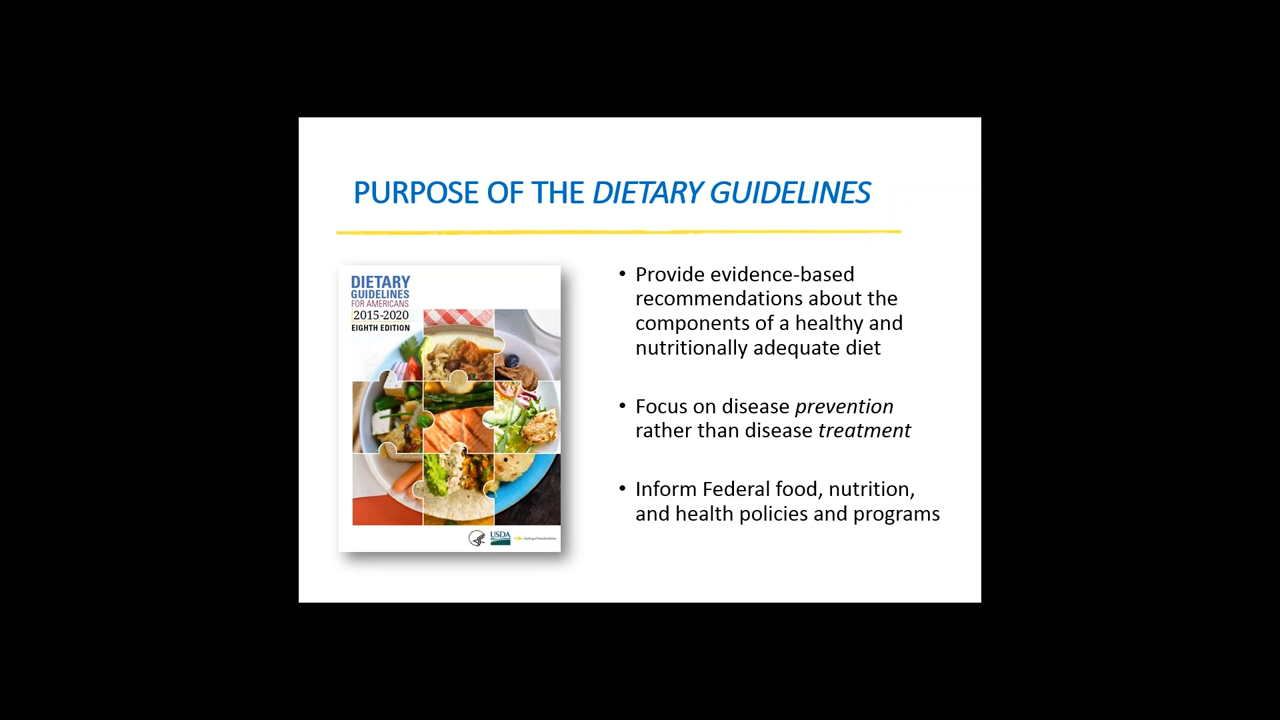 PURPOSE OF THE DIETARY GUIDELINES
DIETARY
GUIDELINES
FOR AMERICANS
2015-2020
EIGHTH EDITION
USDA
• Provide evidence-based
recommendations about the
components of a healthy and
nutritionally adequate diet
• Focus on disease prevention
rather than disease treatment
• Inform Federal food, nutrition,
and health policies and programs